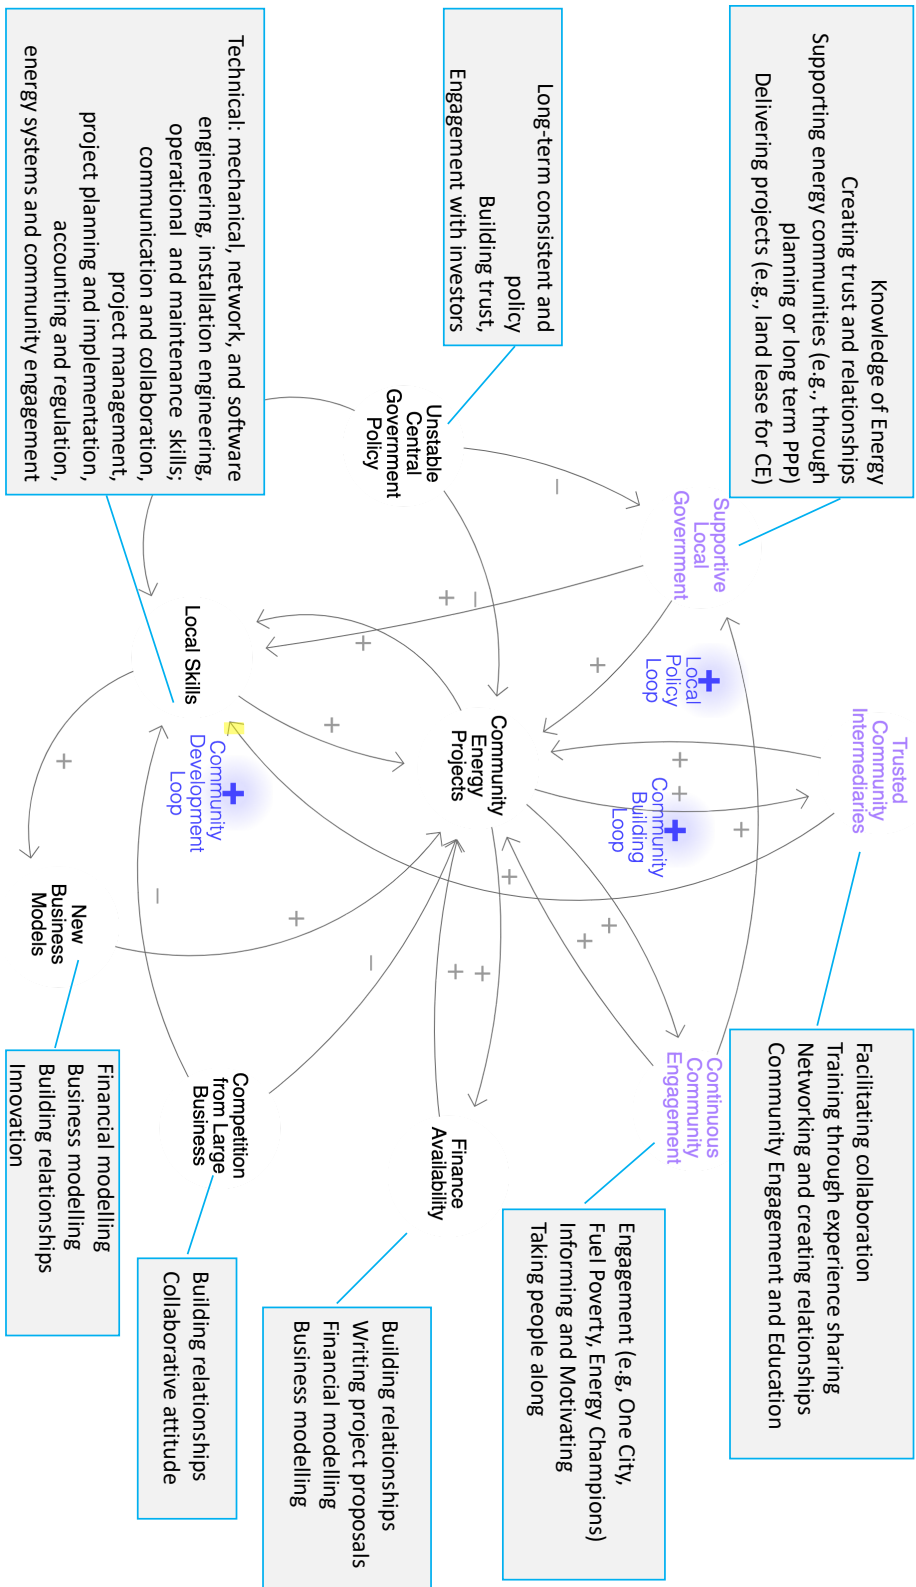 Knowledge of Energy
Creating trust and relationships
Supporting energy communities (e.g., through
planning or long term PPP)
Delivering projects (e.g., land lease for CE)
Trusted
Community
Intermediaries
Facilitating collaboration
Training through experience sharing
Networking and creating relationships
Community Engagement and Education
Supportive
Local
Government
+
+
Local
Policy
Loop
+
+
+
Community
Building
Loop
Continuous
Community
Engagement
Engagement (e.g, One City,
Fuel Poverty, Energy Champions)
Informing and Motivating
Taking people along
+
+
+
–
Long-term consistent and
policy
Building trust,
Engagement with investors
Unstable
Central
Government
Policy
+
+
–
Community
Energy
Projects
+
+
Finance
Availability
Building relationships
Writing project proposals
Financial modelling
Business modelling
–
+
+
+
Technical: mechanical, network, and software
engineering, installation engineering,
operational and maintenance skills;
communication and collaboration,
project management,
project planning and implementation,
accounting and regulation,
energy systems and community engagement
Local Skills
+
Community
Development
Loop
–
Competition
from Large
Business
Building relationships
Collaborative attitude
+
New
Business
Models
Financial modelling
Business modelling
Building relationships
Innovation